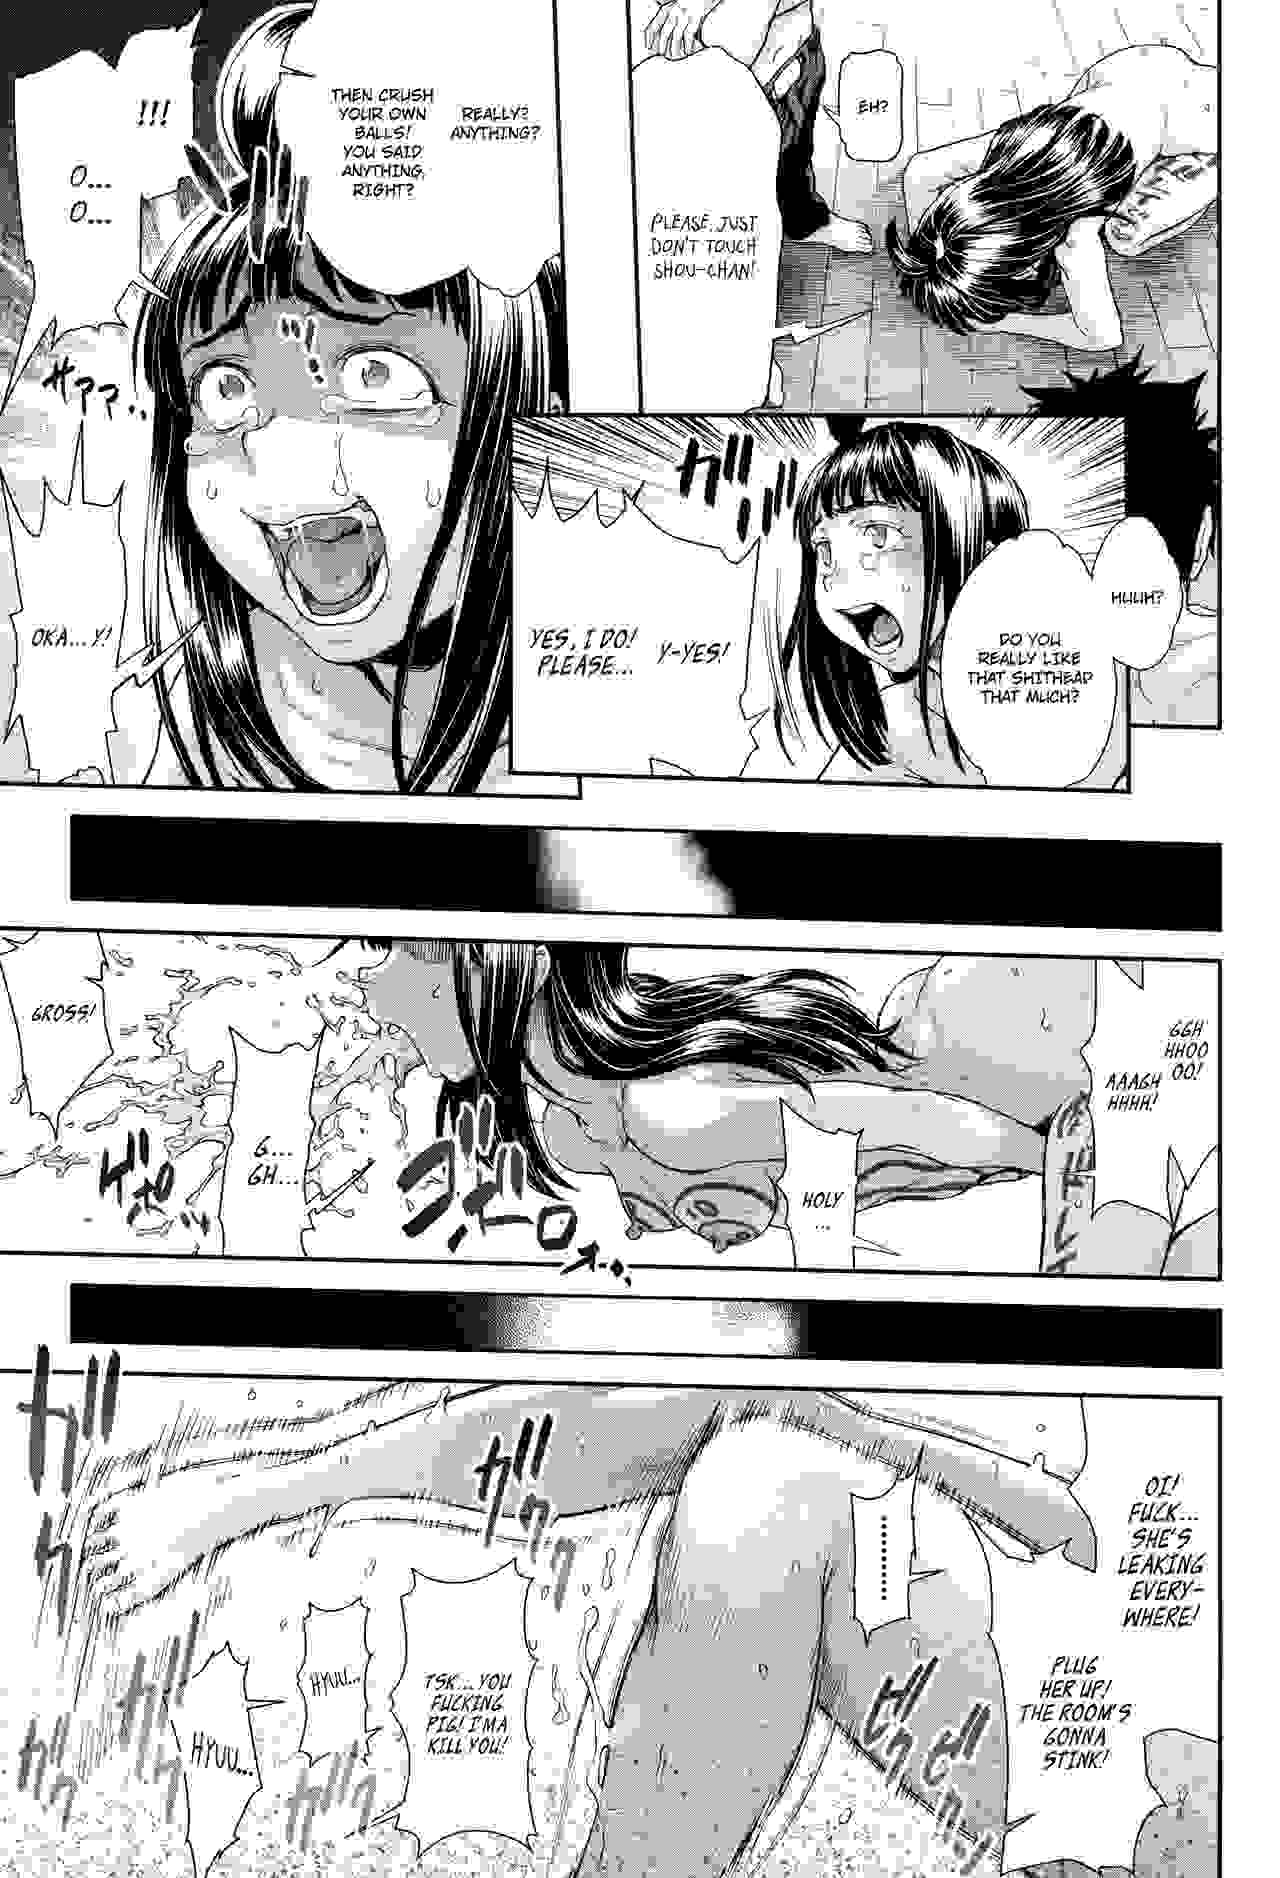 EH?
PLEASE, JUST
DON'T TOUCH
SHOU-CHAN!
HUUH?
DO YOU
REALLY LIKE
THAT SHITHEAD
THAT MUCH?
ガッ
Y-YES!
YES, I DO!
PLEASE...
REALLY?
ANYTHING?
THEN CRUSH
YOUR OWN
BALLS!
YOU SAID
ANYTHING,
RIGHT?
!!!
O...
O...
OKA...Y!
GGH
HHOO
OO!
AAAGH
HHHH!
HOLY
...
G...
GH...
GROSS!
OI!
FUCK...
SHE'S
LEAKING
EVERY-
WHERE!
PLUG
HER UP!
THE ROOM'S
GONNA
STINK!
.........
TSK...YOU
FUCKING
PIG! I'MA
KILL YOU!
HYUU...
HYUU...